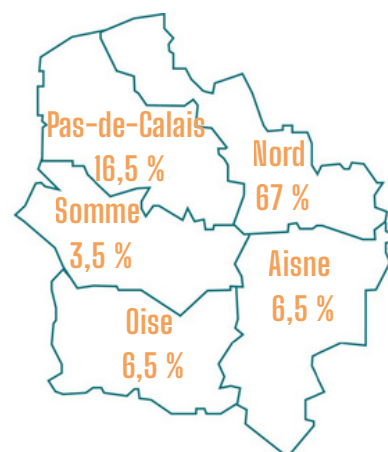 Pas-de-Calais
16,5 %
Nord
67 %
Somme
3,5 %
Aisne
6,5 %
Oise
6,5 %